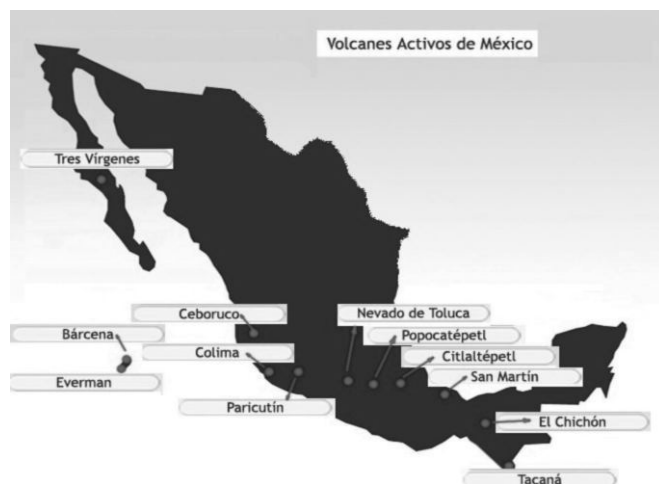 Volcanes Activos de México
Tres Vírgenes
Ceboruco
Nevado de Toluca
Bárcena
Popocatépetl
Colima
Citlaltépetl
Everman
San Martín
Paricutín
El Chichón
Tacaná